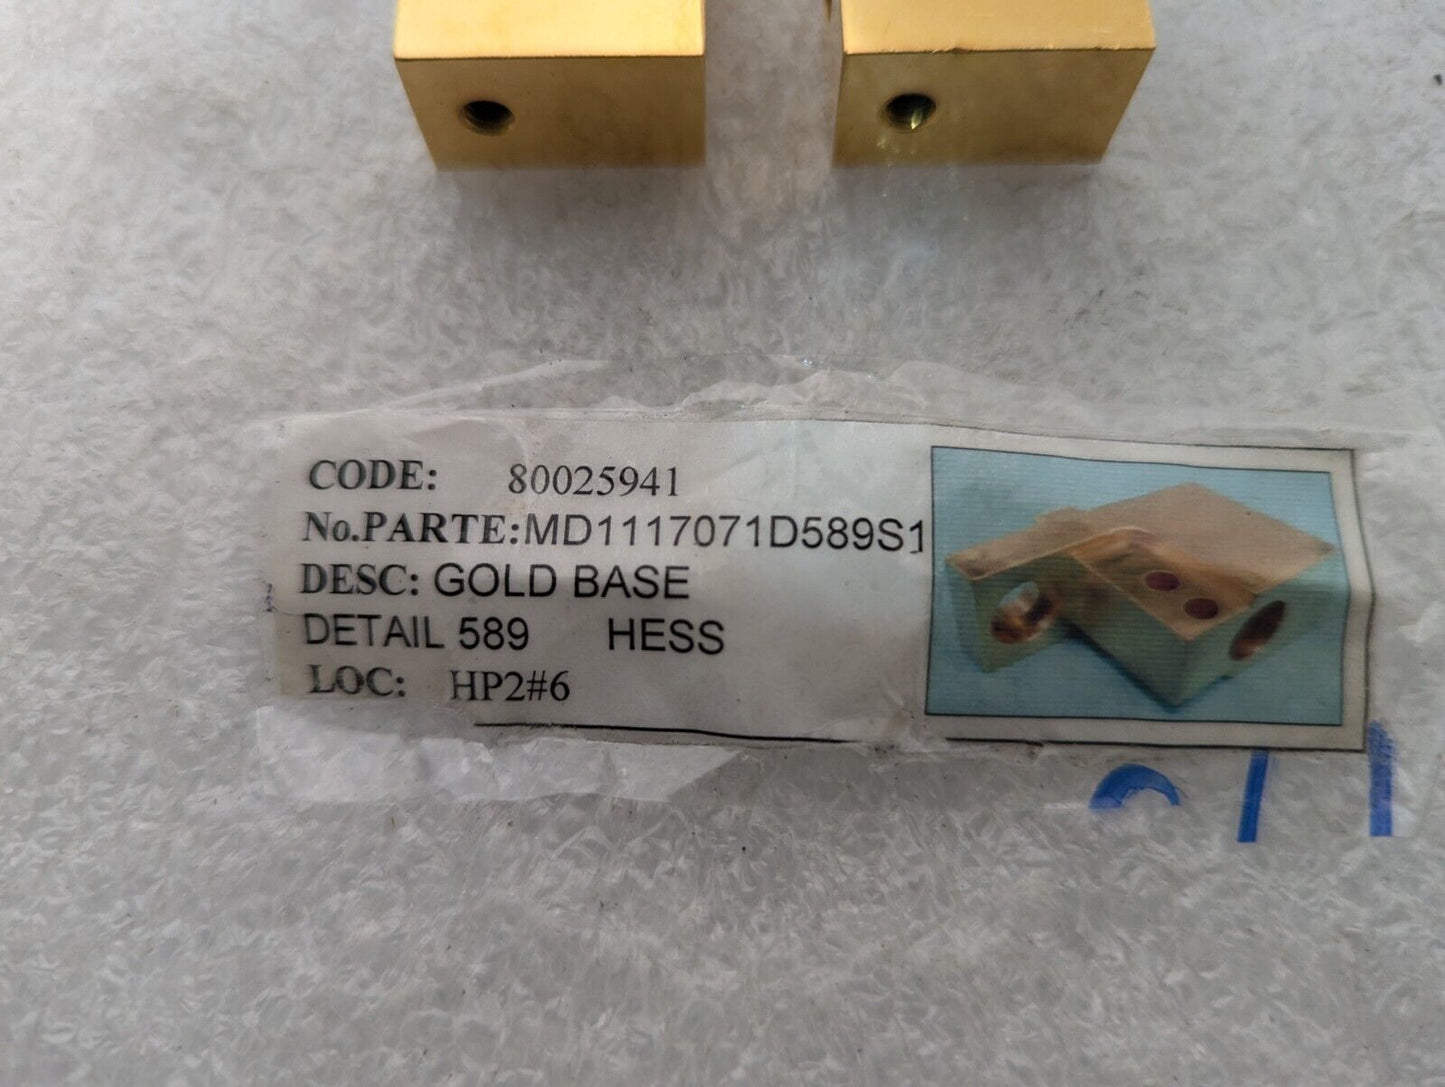 CODE: 80025941
No.PARTE:MD1117071D589S1
DESC: GOLD BASE
DETAIL 589 HESS
LOC: HP2#6